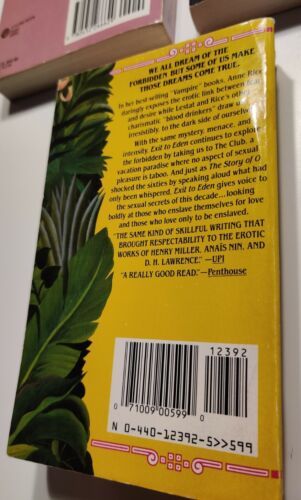 WE ALL DREAM OF THE
FORBIDDEN BUT SOME OF US MAKE
THOSE DREAMS COME TRUE.
In her best selling "Vampire" books, Anne Rice
daringly exposes the erotic link between fear
and desire while Lestat and Rice's other
charismatic "blood drinkers" draw us
irresistibly, to the dark side of ourselves.
With the same mystery, menace, and
intensity, Exit to Eden continues to explore
the forbidden by taking us to The Club, a
vacation paradise where no aspect of sexual
pleasure is taboo. And just as The Story of O
shocked the sixties by speaking aloud what had
only been whispered, Exit to Eden gives voice to
the sexual secrets of this decade...looking
boldly at those who enslave themselves for love
and those who love only to be enslaved.
"THE SAME KIND OF SKILLFUL WRITING THAT
BROUGHT RESPECTABILITY TO THE EROTIC
WORKS OF HENRY MILLER, ANAÏS NIN, AND
D. H. LAWRENCE."—UPI
"A REALLY GOOD READ."—Penthouse
12392
0 71009 00599 0
N 0-440-12392-5>>599